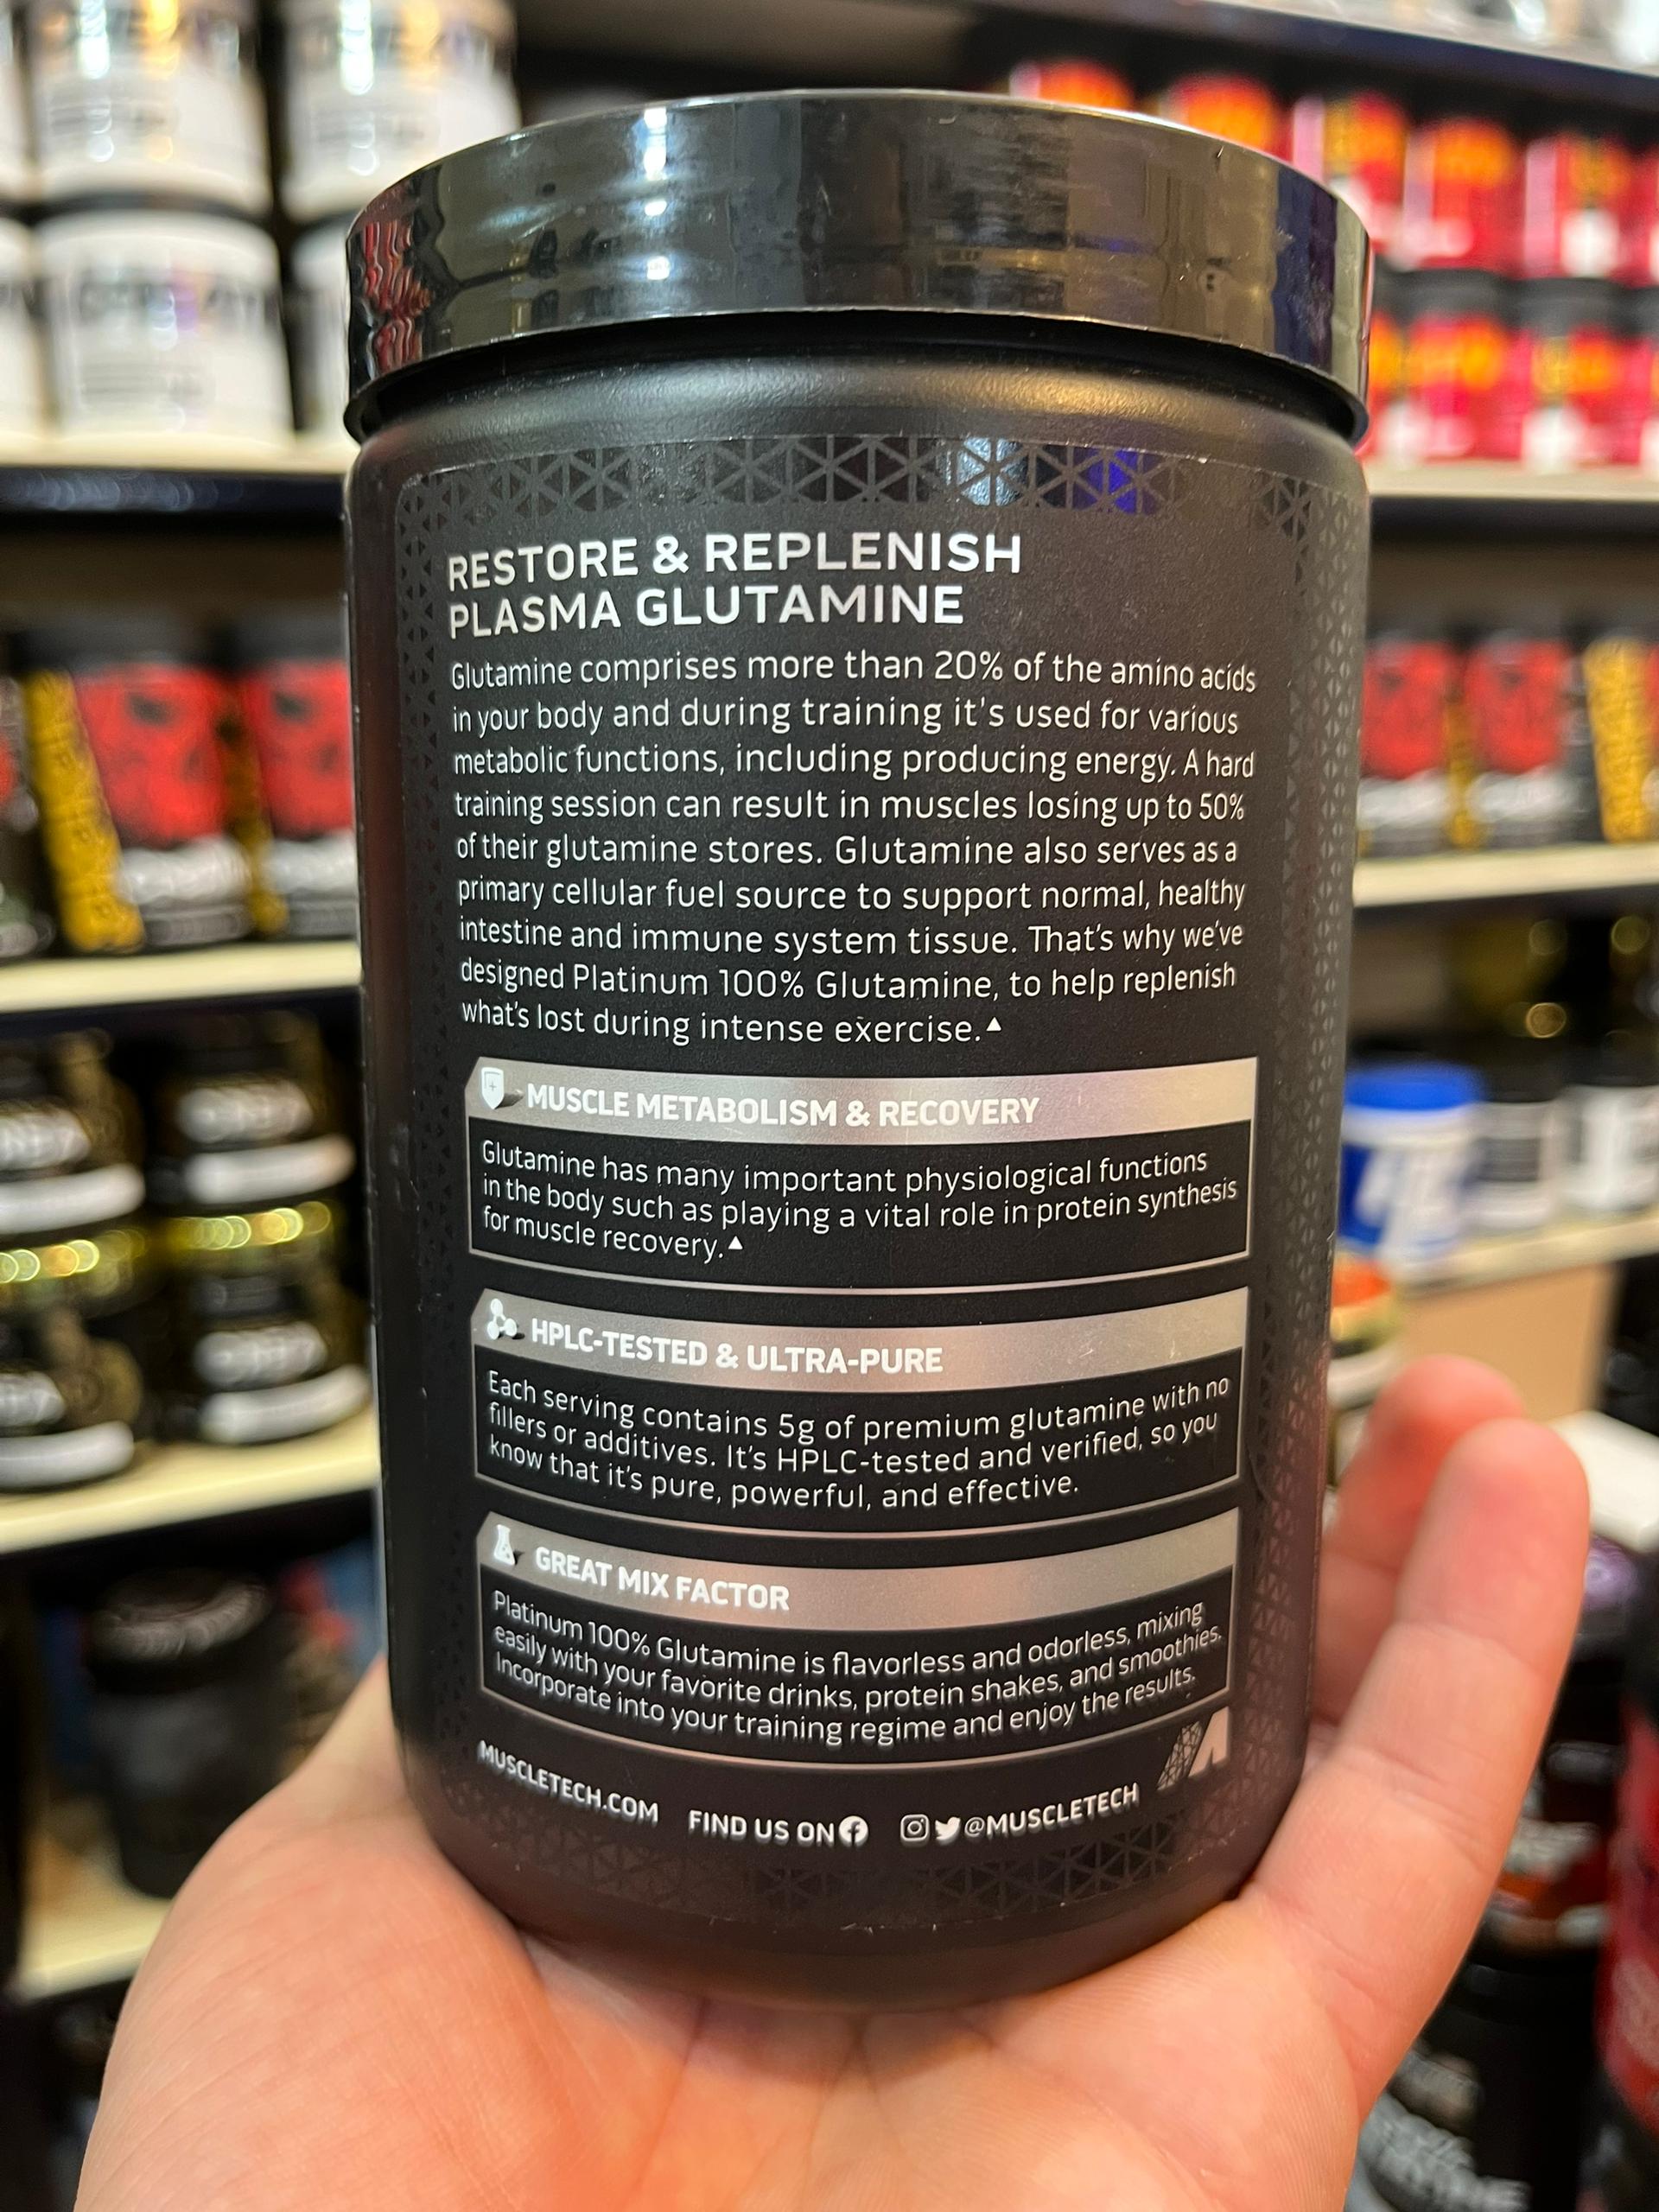 RESTORE & REPLENISH
PLASMA GLUTAMINE
Glutamine comprises more than 20% of the amino acids
in your body and during training it's used for various
metabolic functions, including producing energy. A hard
training session can result in muscles losing up to 50%
of their glutamine stores. Glutamine also serves as a
primary cellular fuel source to support normal, healthy
intestine and immune system tissue. That's why we've
designed Platinum 100% Glutamine, to help replenish
what's lost during intense exercise.▲
MUSCLE METABOLISM & RECOVERY
Glutamine has many important physiological functions
in the body such as playing a vital role in protein synthesis
for muscle recovery.▲
HPLC-TESTED & ULTRA-PURE
Each serving contains 5g of premium glutamine with no
fillers or additives. It's HPLC-tested and verified, so you
know that it's pure, powerful, and effective.
GREAT MIX FACTOR
Platinum 100% Glutamine is flavorless and odorless, mixing
easily with your favorite drinks, protein shakes, and smoothies.
Incorporate into your training regime and enjoy the results.
MUSCLETECH.COM FIND US ON @MUSCLETECH